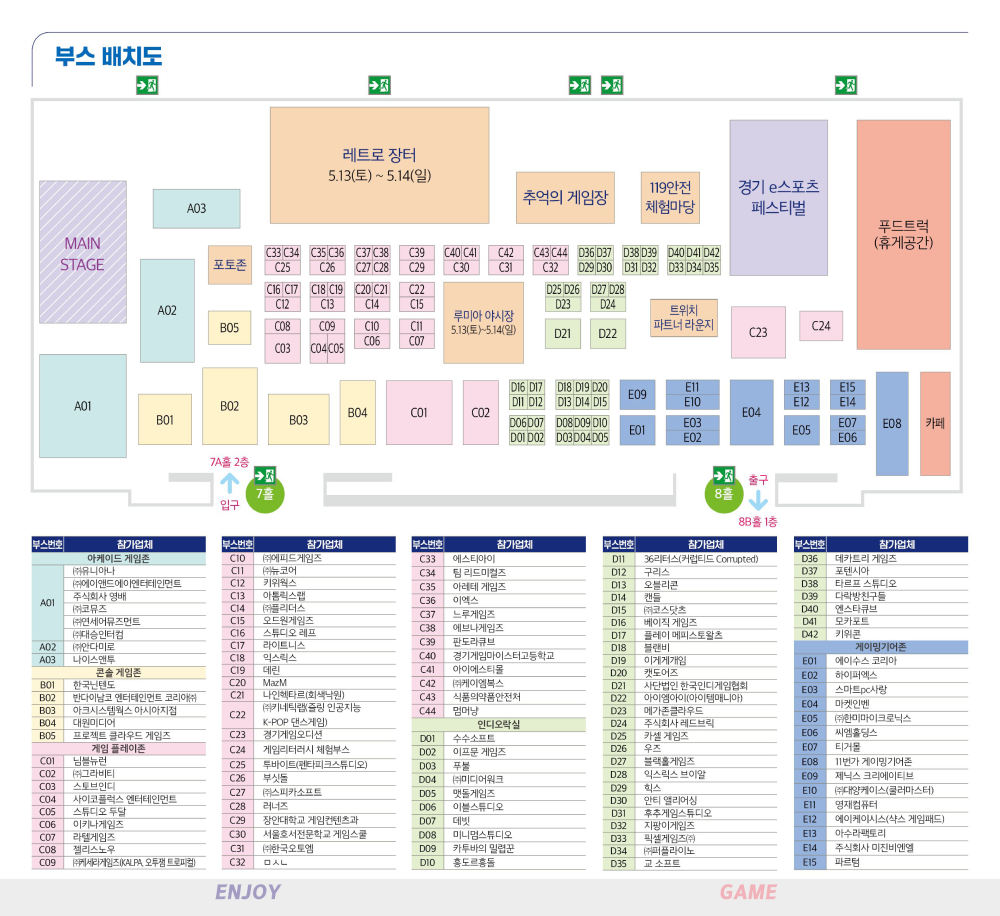 부스 배치도
레트로 장터
5.13(토) ~ 5.14(일)
추억의 게임장
119안전
체험마당
경기 e스포츠
페스티벌
푸드트럭
(휴게공간)
MAIN
STAGE
A03
포토존
A02
B05
A01
C33 C34 C35 C36 C37 C38 C39 C40 C41 C42 C43 C44 D36 D37 D38 D39 D40 D41 D42
C25 C26 C27 C28 C29 C30 C31 C32 D29 D30 D31 D32 D33 D34 D35
C16 C17 C18 C19 C20 C21 C22 D25 D26 D27 D28
C12 C13 C14 C15 D23 D24
루미아 야시장
5.13(토)~5.14(일)
트위치
파트너 라운지
C08 C09 C10 C11 D21 D22 C23 C24
C03 C04 C05 C06 C07
B01 B02 B03 B04 C01 C02
D16 D17 D18 D19 D20 E09 E11 E13 E15
D11 D12 D13 D14 D15 E10 E04 E12 E14
D06 D07 D08 D09 D10 E01 E03 E05 E07 E08 카페
D01 D02 D03 D04 D05 E02 E06
7A홀 2층
입구
7홀
8홀
출구
8B홀 1층
부스번호 참가업체
아케이드 게임존
A01
㈜유니아나
㈜에이앤드에이엔터테인먼트
주식회사 영배
㈜코뮤즈
㈜연세어뮤즈먼트
㈜대승인터컴
A02 ㈜안다미로
A03 나이스맨투
콘솔 게임존
B01 한국닌텐도
B02 반다이남코 엔터테인먼트 코리아㈜
B03 아크시스템웍스 아시아지점
B04 대원미디어
B05 프로젝트 클라우드 게임즈
게임 플레이존
C01 님블뉴런
C02 ㈜그라비티
C03 스토브인디
C04 사이코플럭스 엔터테인먼트
C05 스튜디오 두달
C06 이키나게임즈
C07 라텔게임즈
C08 젤리스노우
C09 ㈜케세라게임즈(KALPA, 오투잼 트로피컬)
부스번호 참가업체
C10 ㈜에피드게임즈
C11 ㈜뉴코어
C12 키위웍스
C13 아톰릭스랩
C14 ㈜플리더스
C15 오드원게임즈
C16 스튜디오 레프
C17 라이트니스
C18 익스릭스
C19 데린
C20 MazM
C21 나인헥타르(회색낙원)
C22 ㈜키네틱랩(쥴링 인공지능
K-POP 댄스게임)
C23 경기게임오디션
C24 게임리터러시 체험부스
C25 투바이트(펜타피크스튜디오)
C26 부싯돌
C27 ㈜스피카소프트
C28 러너즈
C29 장안대학교 게임컨텐츠과
C30 서울호서전문학교 게임스쿨
C31 ㈜한국오토엠
C32 ㅁㅅㄴ
부스번호 참가업체
C33 에스티아이
C34 팀 리드미컬즈
C35 아레테 게임즈
C36 이엑스
C37 느루게임즈
C38 에브나게임즈
C39 판도라큐브
C40 경기게임마이스터고등학교
C41 아이에스티몰
C42 ㈜케이엠봅스
C43 식품의약품안전처
C44 멈머냥
인디오락실
D01 수수소프트
D02 이프문 게임즈
D03 푸불
D04 ㈜미디어워크
D05 맷돌게임즈
D06 이블스튜디오
D07 데빗
D08 미니멈스튜디오
D09 카투바의 밀렵꾼
D10 흥도르흥돌
부스번호 참가업체
D11 36리터스(커럽티드 Corrupted)
D12 구리스
D13 오블리콘
D14 캔들
D15 ㈜코스닷츠
D16 베이직 게임즈
D17 플레이 메피스토왈츠
D18 블랜비
D19 이게게개임
D20 캣도어즈
D21 사단법인 한국인디게임협회
D22 아이엠아이(아이템매니아)
D23 메가존클라우드
D24 주식회사 레드브릭
D25 카셀 게임즈
D26 우즈
D27 블랙홀게임즈
D28 익스릭스 브이알
D29 힉스
D30 안티 앨리어싱
D31 후추게임스튜디오
D32 지팡이게임즈
D33 픽셀게임즈㈜
D34 ㈜퍼플라이노
D35 교 소프트
부스번호 참가업체
D36 데카트리 게임즈
D37 포텐시아
D38 타르프 스튜디오
D39 다락방친구들
D40 엔스타큐브
D41 모카포트
D42 키위콘
게이밍기어존
E01 에이수스 코리아
E02 하이퍼엑스
E03 스마트pc사랑
E04 마켓인벤
E05 ㈜한미마이크로닉스
E06 씨엠홀딩스
E07 티거몰
E08 11번가 게이밍기어존
E09 제닉스 크리에이티브
E10 ㈜대양케이스(쿨러마스터)
E11 영재컴퓨터
E12 에이케이시스(샥스 게임패드)
E13 아수라팩토리
E14 주식회사 미진비엔엘
E15 파르텀
ENJOY
GAME